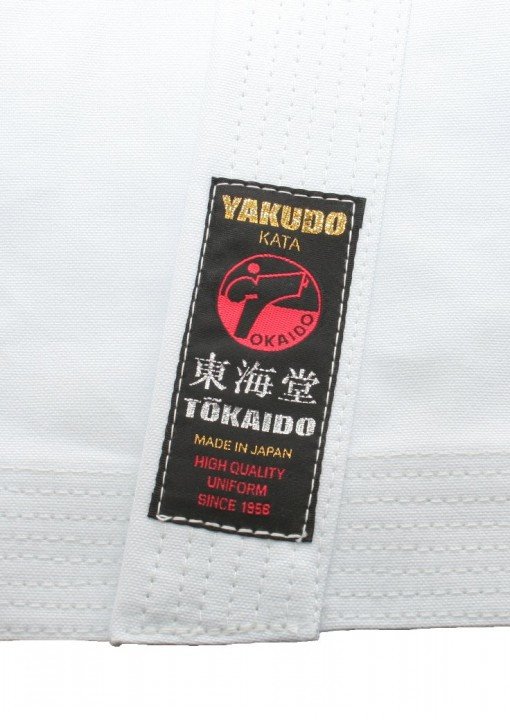 YAKUDO
KATA
TOKAIDO
東海堂
TŌKAIDO
MADE IN JAPAN
HIGH QUALITY
UNIFORM
SINCE 1956